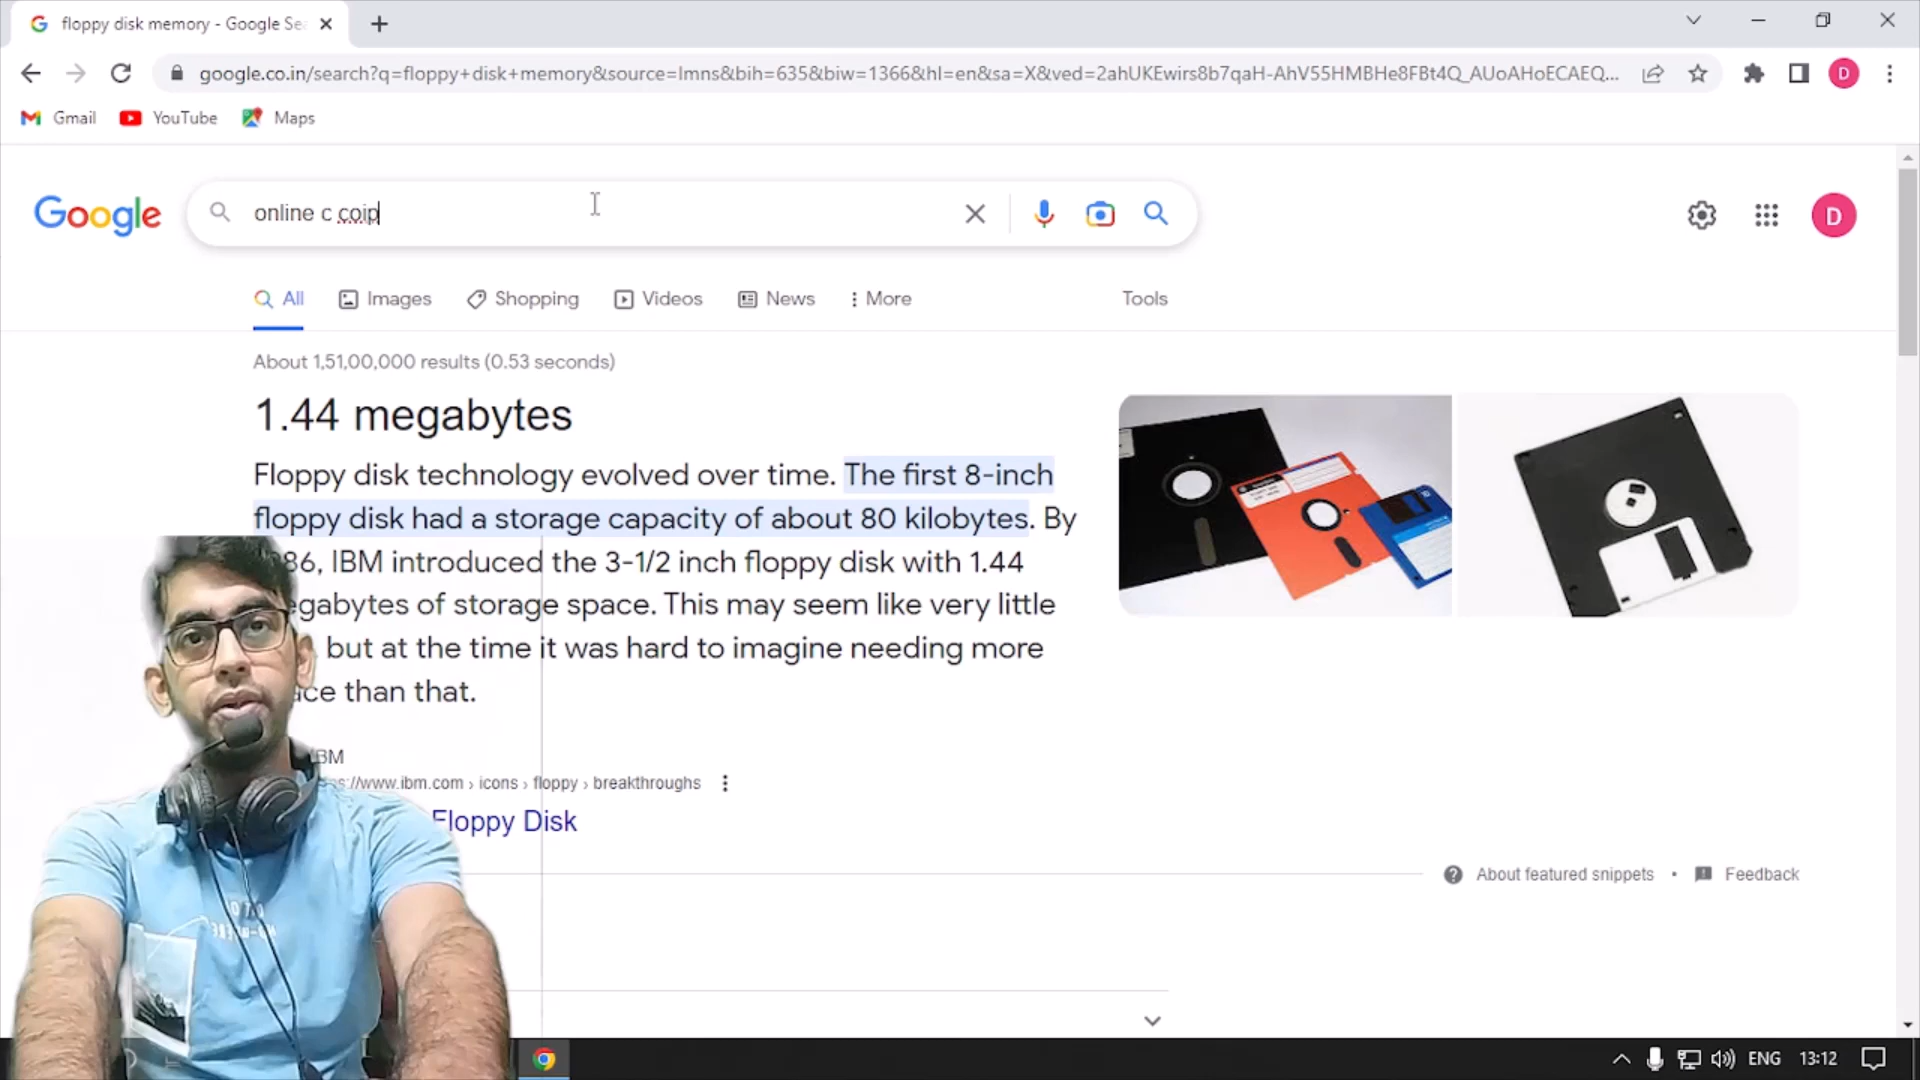 floppy disk memory - Google Se
google.co.in/search?q=floppy+disk+memory&source=lmns&bih=635&biw=1366&hl=en&sa=X&ved=2ahUKEwirs8b7qaH-AhV55HMBHe8FBt4Q_AUoAHoECAEQ...
D
Gmail YouTube Maps
Google
online c coip
D
All Images Shopping Videos News More Tools
About 1,51,00,000 results (0.53 seconds)
1.44 megabytes
Floppy disk technology evolved over time. The first 8-inch
floppy disk had a storage capacity of about 80 kilobytes. By
86, IBM introduced the 3-1/2 inch floppy disk with 1.44
egabytes of storage space. This may seem like very little
but at the time it was hard to imagine needing more
ce than that.
IBM
s://www.ibm.com › icons › floppy › breakthroughs
Floppy Disk
About featured snippets • Feedback
ENG 13:12